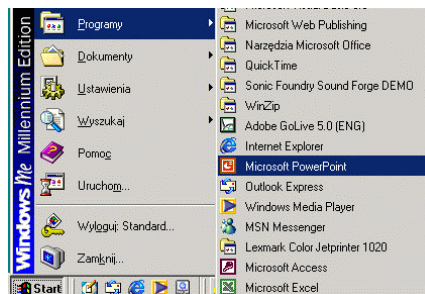 Windows Me Millennium Edition
Programy
Dokumenty
Ustawienia
Wyszukaj
Pomoc
Uruchom...
Wyloguj: Standard...
Zamknij...
Start
Microsoft Web Publishing
Narzędzia Microsoft Office
QuickTime
Sonic Foundry Sound Forge DEMO
WinZip
Adobe GoLive 5.0 (ENG)
Internet Explorer
Microsoft PowerPoint
Outlook Express
Windows Media Player
MSN Messenger
Lexmark Color Jetprinter 1020
Microsoft Access
Microsoft Excel